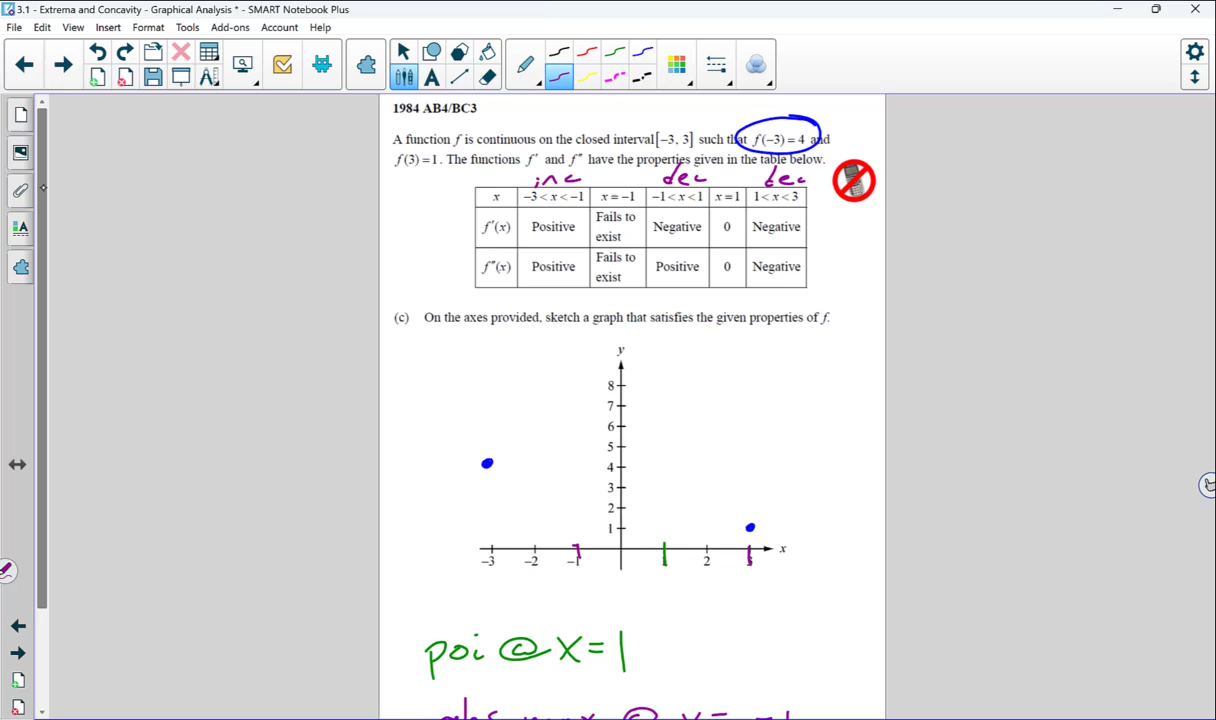 3.1 - Extrema and Concavity - Graphical Analysis * - SMART Notebook Plus
File Edit View Insert Format Tools Add-ons Account Help
1984 AB4/BC3
A function f is continuous on the closed interval [−3, 3] such that f(−3) = 4 and
f(3) = 1. The functions f′ and f″ have the properties given in the table below.
inc dec dec
x −3 < x < −1 x = −1 −1 < x < 1 x = 1 1 < x < 3
f′(x) Positive Fails to exist Negative 0 Negative
f″(x) Positive Fails to exist Positive 0 Negative
(c) On the axes provided, sketch a graph that satisfies the given properties of f.
y
8
7
6
5
4
3
2
1
x
−3 −2 −1 2
poi @ x = 1
abs max @ x = -1